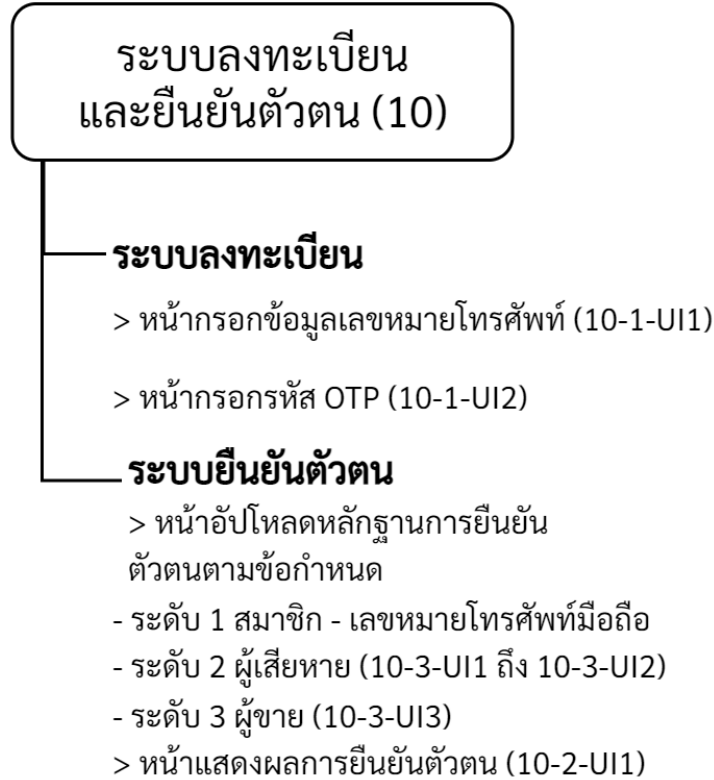 ระบบลงทะเบียน
และยืนยันตัวตน (10)
ระบบลงทะเบียน
> หน้ากรอกข้อมูลเลขหมายโทรศัพท์ (10-1-UI1)
> หน้ากรอกรหัส OTP (10-1-UI2)
ระบบยืนยันตัวตน
> หน้าอัปโหลดหลักฐานการยืนยัน
ตัวตนตามข้อกำหนด
- ระดับ 1 สมาชิก - เลขหมายโทรศัพท์มือถือ
- ระดับ 2 ผู้เสียหาย (10-3-UI1 ถึง 10-3-UI2)
- ระดับ 3 ผู้ขาย (10-3-UI3)
> หน้าแสดงผลการยืนยันตัวตน (10-2-UI1)